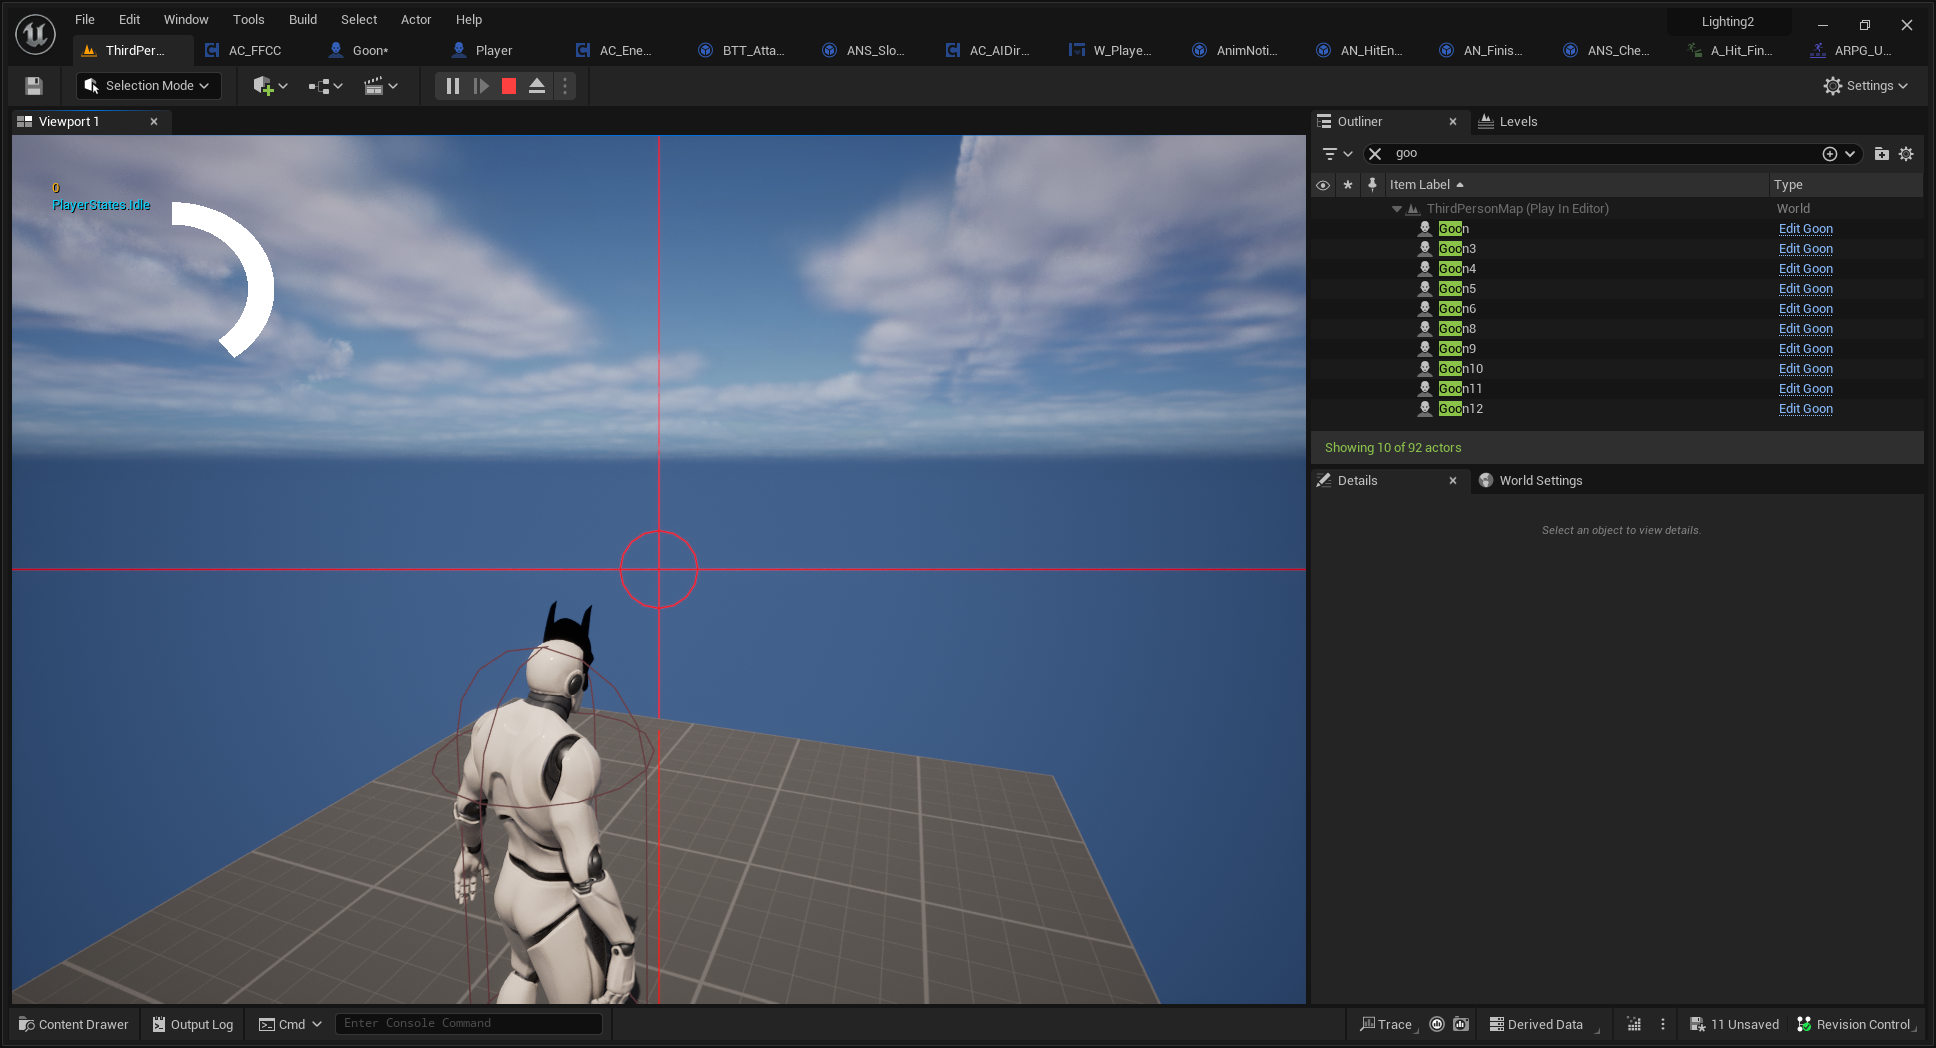 File Edit Window Tools Build Select Actor Help
Lighting2
ThirdPer...
AC_FFCC
Goon*
Player
AC_Ene...
BTT_Atta...
ANS_Slo...
AC_AIDir...
W_Playe...
AnimNoti...
AN_HitEn...
AN_Finis...
ANS_Che...
A_Hit_Fin...
ARPG_U...
Selection Mode
Settings
Viewport 1
0
PlayerStates.Idle
Outliner
Levels
goo
Item Label
Type
ThirdPersonMap (Play In Editor)
World
Goon
Edit Goon
Goon3
Edit Goon
Goon4
Edit Goon
Goon5
Edit Goon
Goon6
Edit Goon
Goon8
Edit Goon
Goon9
Edit Goon
Goon10
Edit Goon
Goon11
Edit Goon
Goon12
Edit Goon
Showing 10 of 92 actors
Details
World Settings
Select an object to view details.
Content Drawer
Output Log
Cmd
Enter Console Command
Trace
Derived Data
11 Unsaved
Revision Control